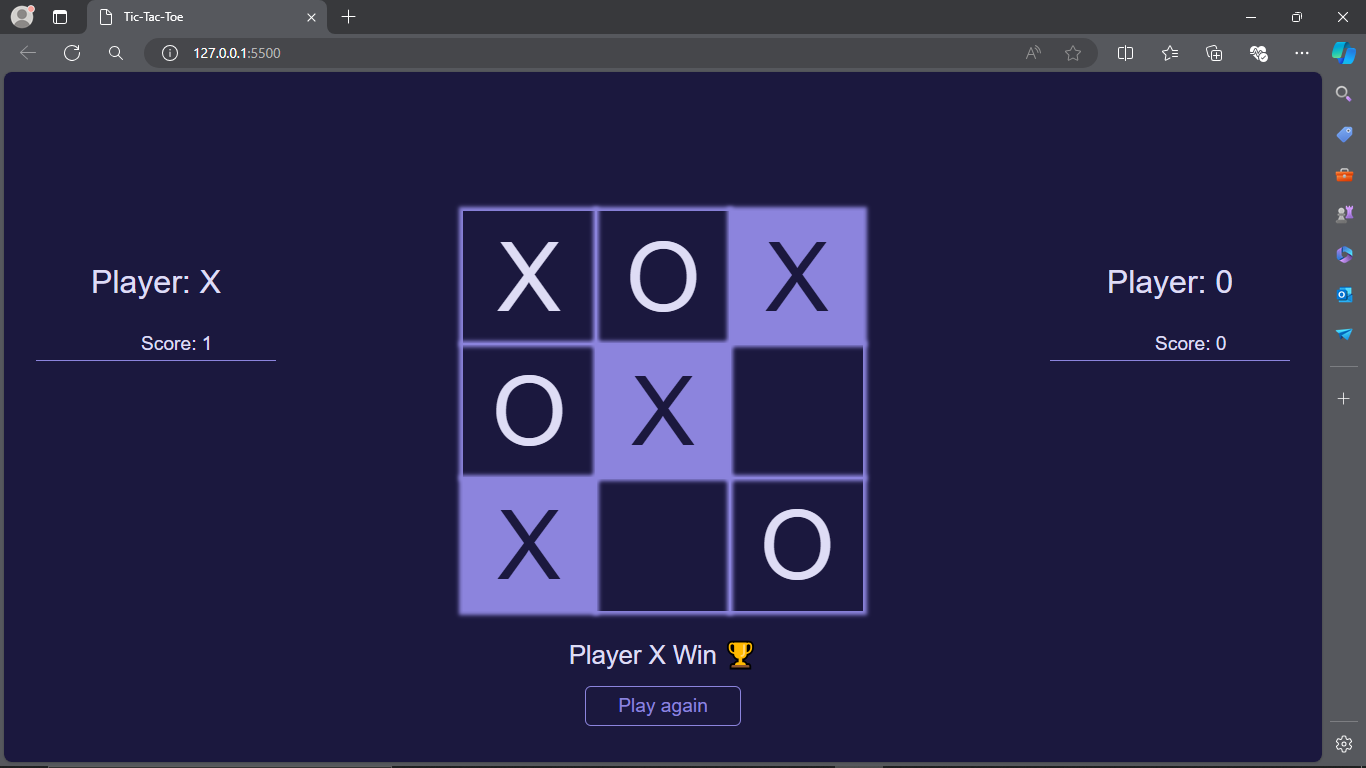 Tic-Tac-Toe
127.0.0.1:5500
X O X
Player: X
Player: 0
Score: 1
Score: 0
O X
X O
Player X Win 🏆
Play again